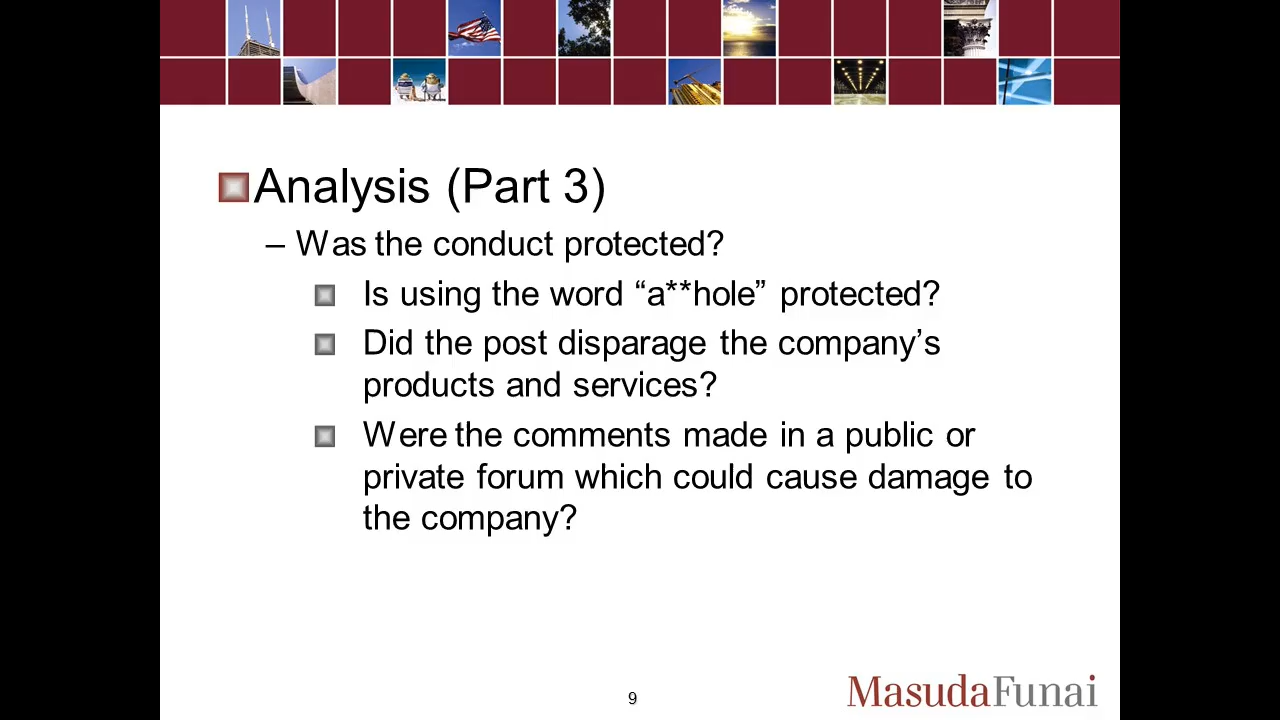 Analysis (Part 3)
– Was the conduct protected?
Is using the word “a**hole” protected?
Did the post disparage the company’s
products and services?
Were the comments made in a public or
private forum which could cause damage to
the company?
9
MasudaFunai